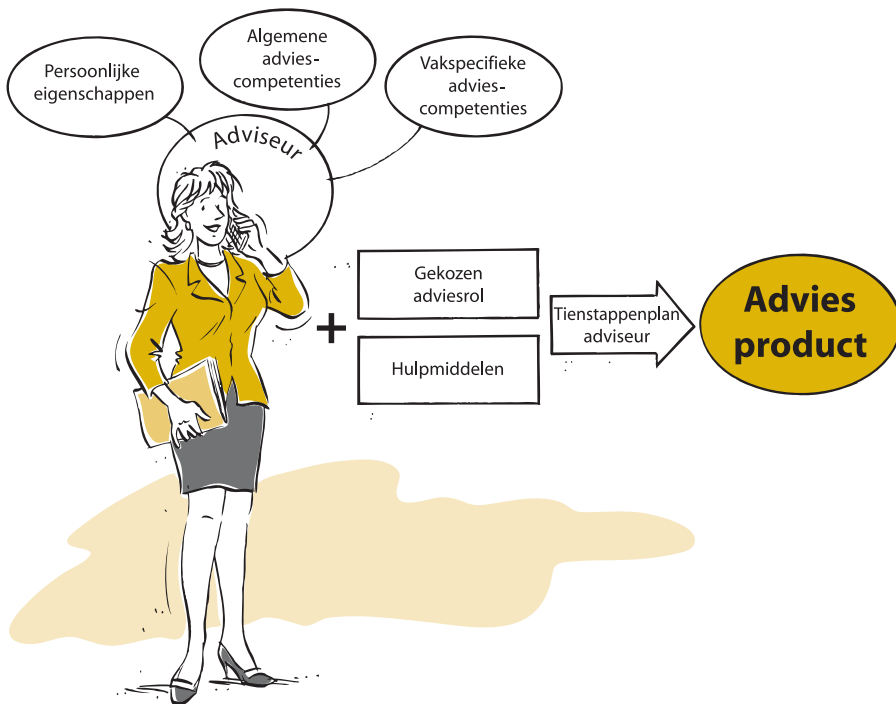 Persoonlijke
eigenschappen
Algemene
advies-
competenties
Vakspecifieke
advies-
competenties
Adviseur
+
Gekozen
adviesrol
Hulpmiddelen
Tienstappenplan
adviseur
Advies
product